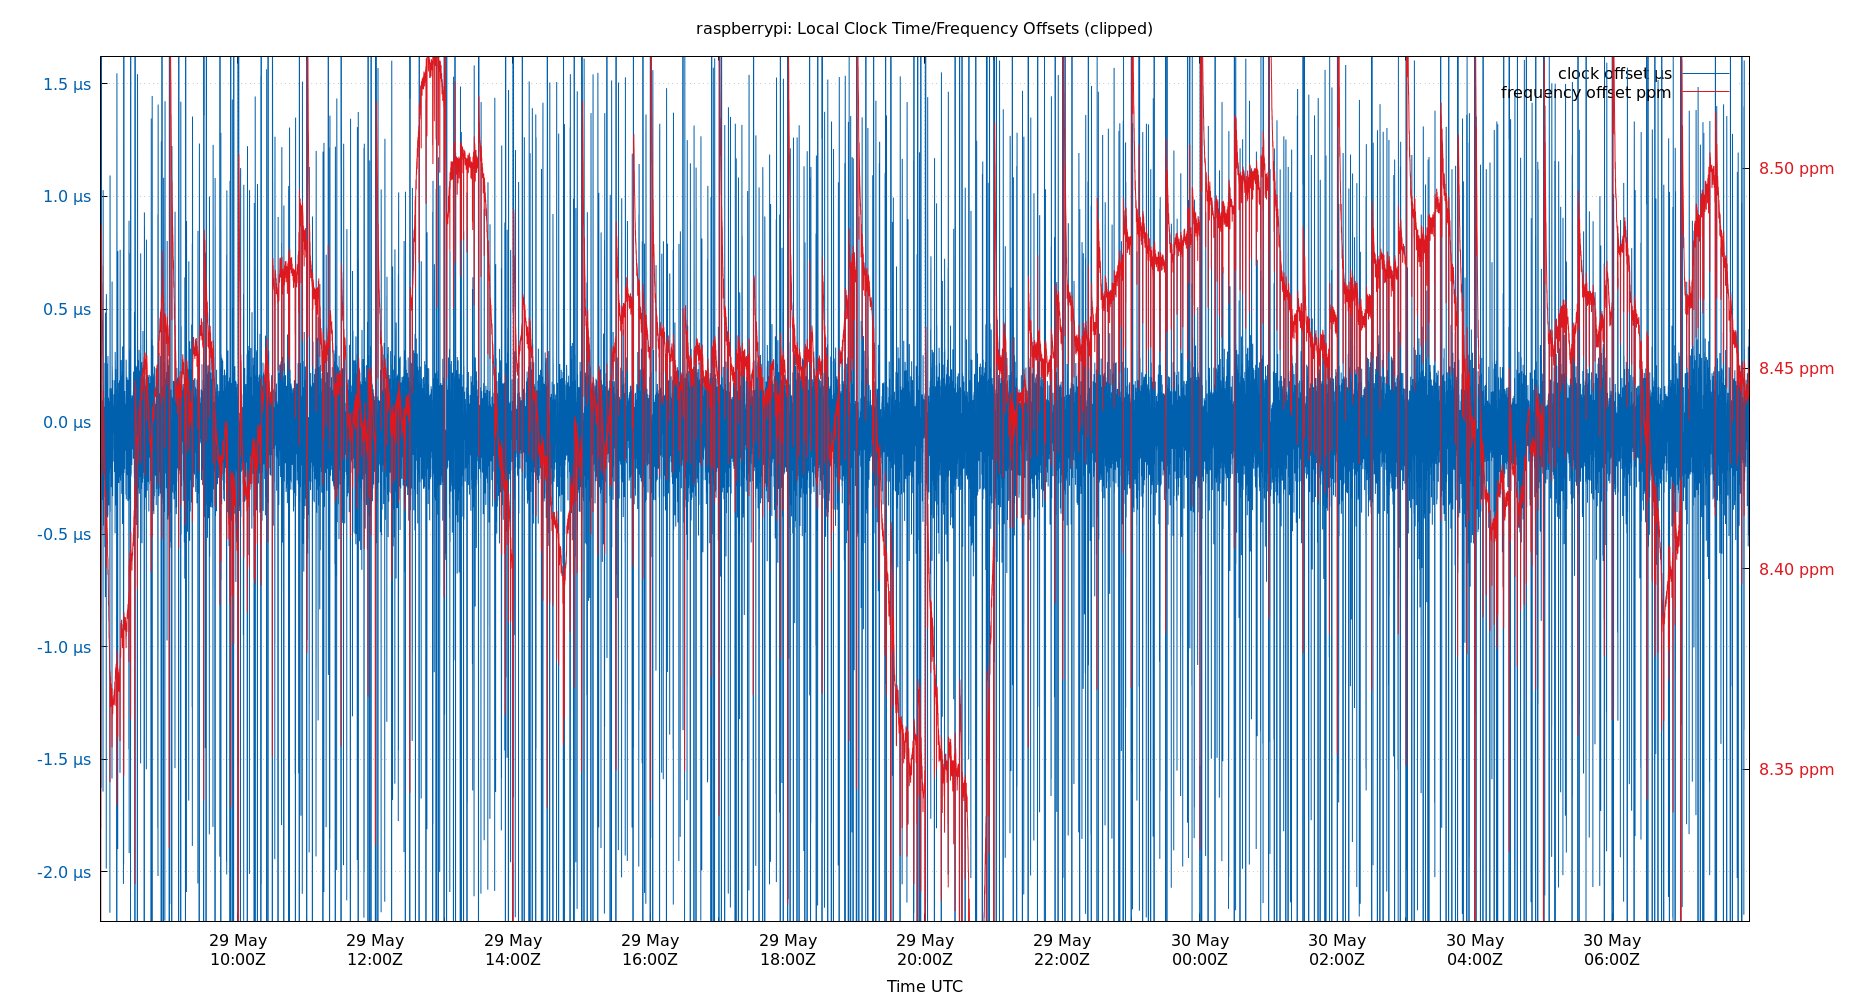 raspberrypi: Local Clock Time/Frequency Offsets (clipped)
clock offset µs
frequency offset ppm
1.5 µs
1.0 µs
0.5 µs
0.0 µs
-0.5 µs
-1.0 µs
-1.5 µs
-2.0 µs
8.50 ppm
8.45 ppm
8.40 ppm
8.35 ppm
29 May
10:00Z
29 May
12:00Z
29 May
14:00Z
29 May
16:00Z
29 May
18:00Z
29 May
20:00Z
29 May
22:00Z
30 May
00:00Z
30 May
02:00Z
30 May
04:00Z
30 May
06:00Z
Time UTC